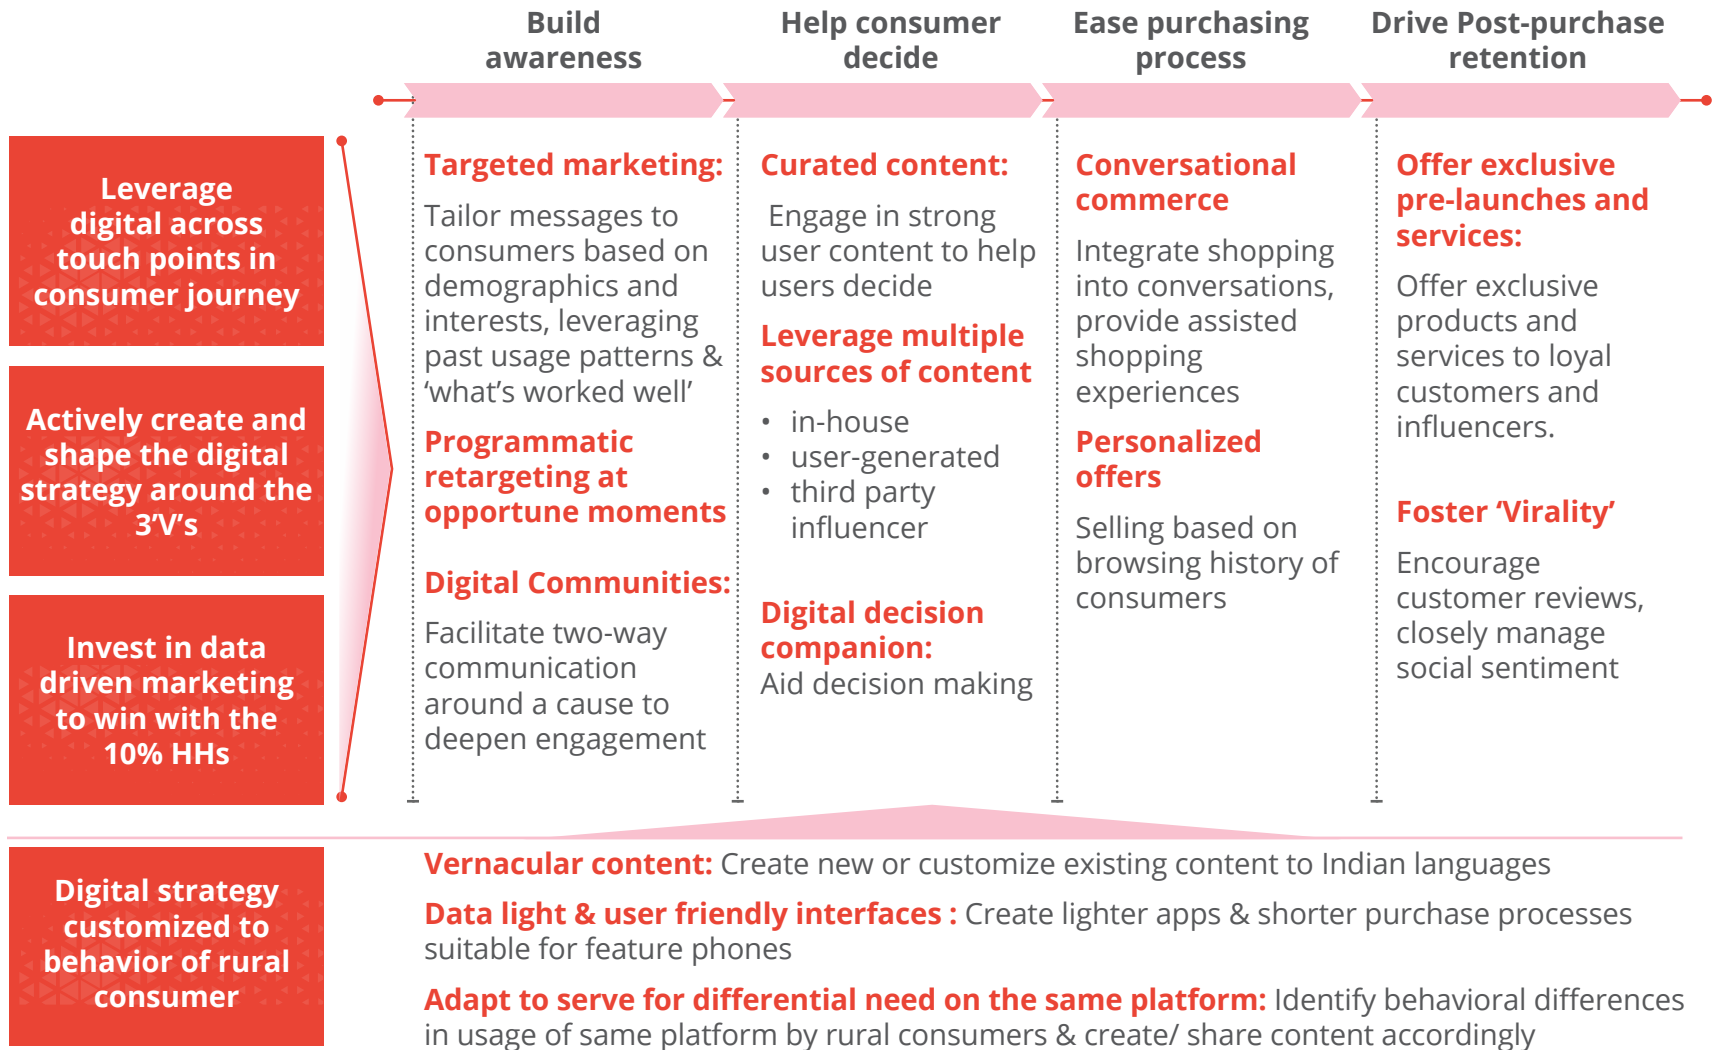 Build
awareness
Help consumer
decide
Ease purchasing
process
Drive Post-purchase
retention
Leverage
digital across
touch points in
consumer journey
Actively create and
shape the digital
strategy around the
3’V’s
Invest in data
driven marketing
to win with the
10% HHs
Targeted marketing:
Tailor messages to
consumers based on
demographics and
interests, leveraging
past usage patterns &
‘what’s worked well’
Programmatic
retargeting at
opportune moments
Digital Communities:
Facilitate two-way
communication
around a cause to
deepen engagement
Curated content:
Engage in strong
user content to help
users decide
Leverage multiple
sources of content
• in-house
• user-generated
• third party
influencer
Digital decision
companion:
Aid decision making
Conversational
commerce
Integrate shopping
into conversations,
provide assisted
shopping
experiences
Personalized
offers
Selling based on
browsing history of
consumers
Offer exclusive
pre-launches and
services:
Offer exclusive
products and
services to loyal
customers and
influencers.
Foster ‘Virality’
Encourage
customer reviews,
closely manage
social sentiment
Digital strategy
customized to
behavior of rural
consumer
Vernacular content: Create new or customize existing content to Indian languages
Data light & user friendly interfaces : Create lighter apps & shorter purchase processes
suitable for feature phones
Adapt to serve for differential need on the same platform: Identify behavioral differences
in usage of same platform by rural consumers & create/ share content accordingly